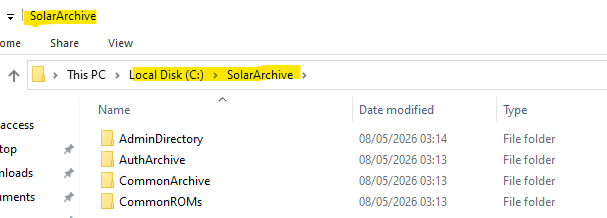 SolarArchive
ome Share View
This PC Local Disk (C:) SolarArchive
access
top
nloads
uments
Name Date modified Type
AdminDirectory 08/05/2026 03:14 File folder
AuthArchive 08/05/2026 03:13 File folder
CommonArchive 08/05/2026 03:13 File folder
CommonROMs 08/05/2026 03:13 File folder